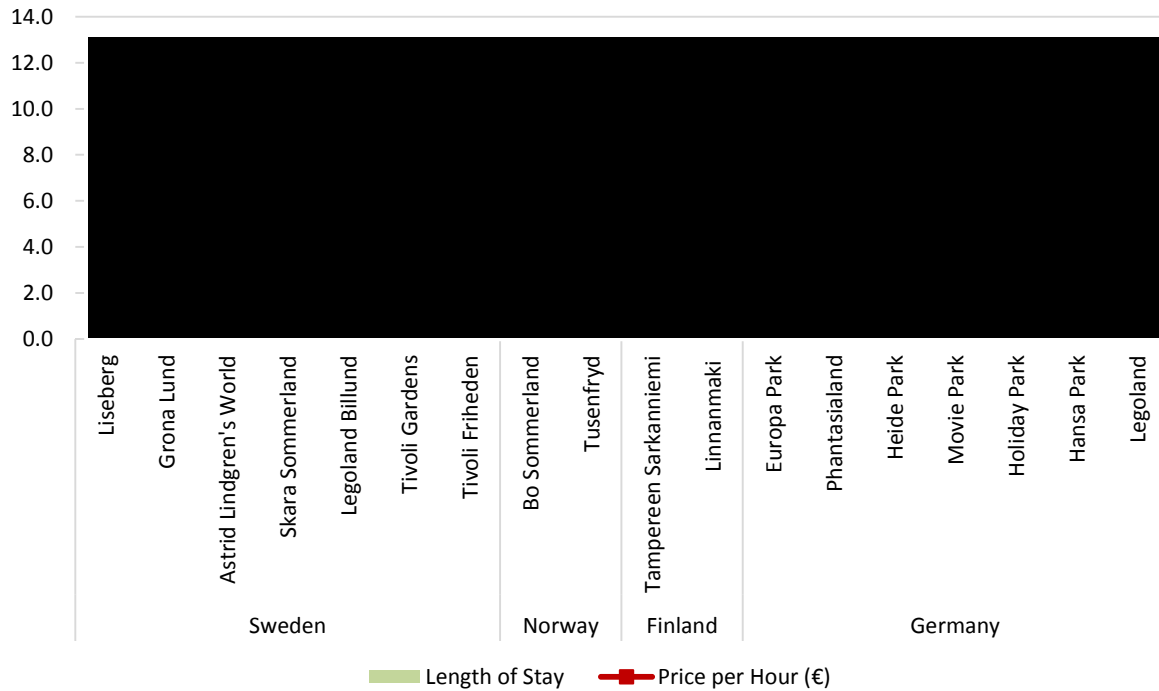 14.0
12.0
10.0
8.0
6.0
4.0
2.0
0.0
Liseberg
Grona Lund
Astrid Lindgren's World
Skara Sommerland
Legoland Billund
Tivoli Gardens
Tivoli Friheden
Bo Sommerland
Tusenfryd
Tampereen Sarkanniemi
Linnanmaki
Europa Park
Phantasialand
Heide Park
Movie Park
Holiday Park
Hansa Park
Legoland
Sweden
Norway
Finland
Germany
Length of Stay
Price per Hour (€)